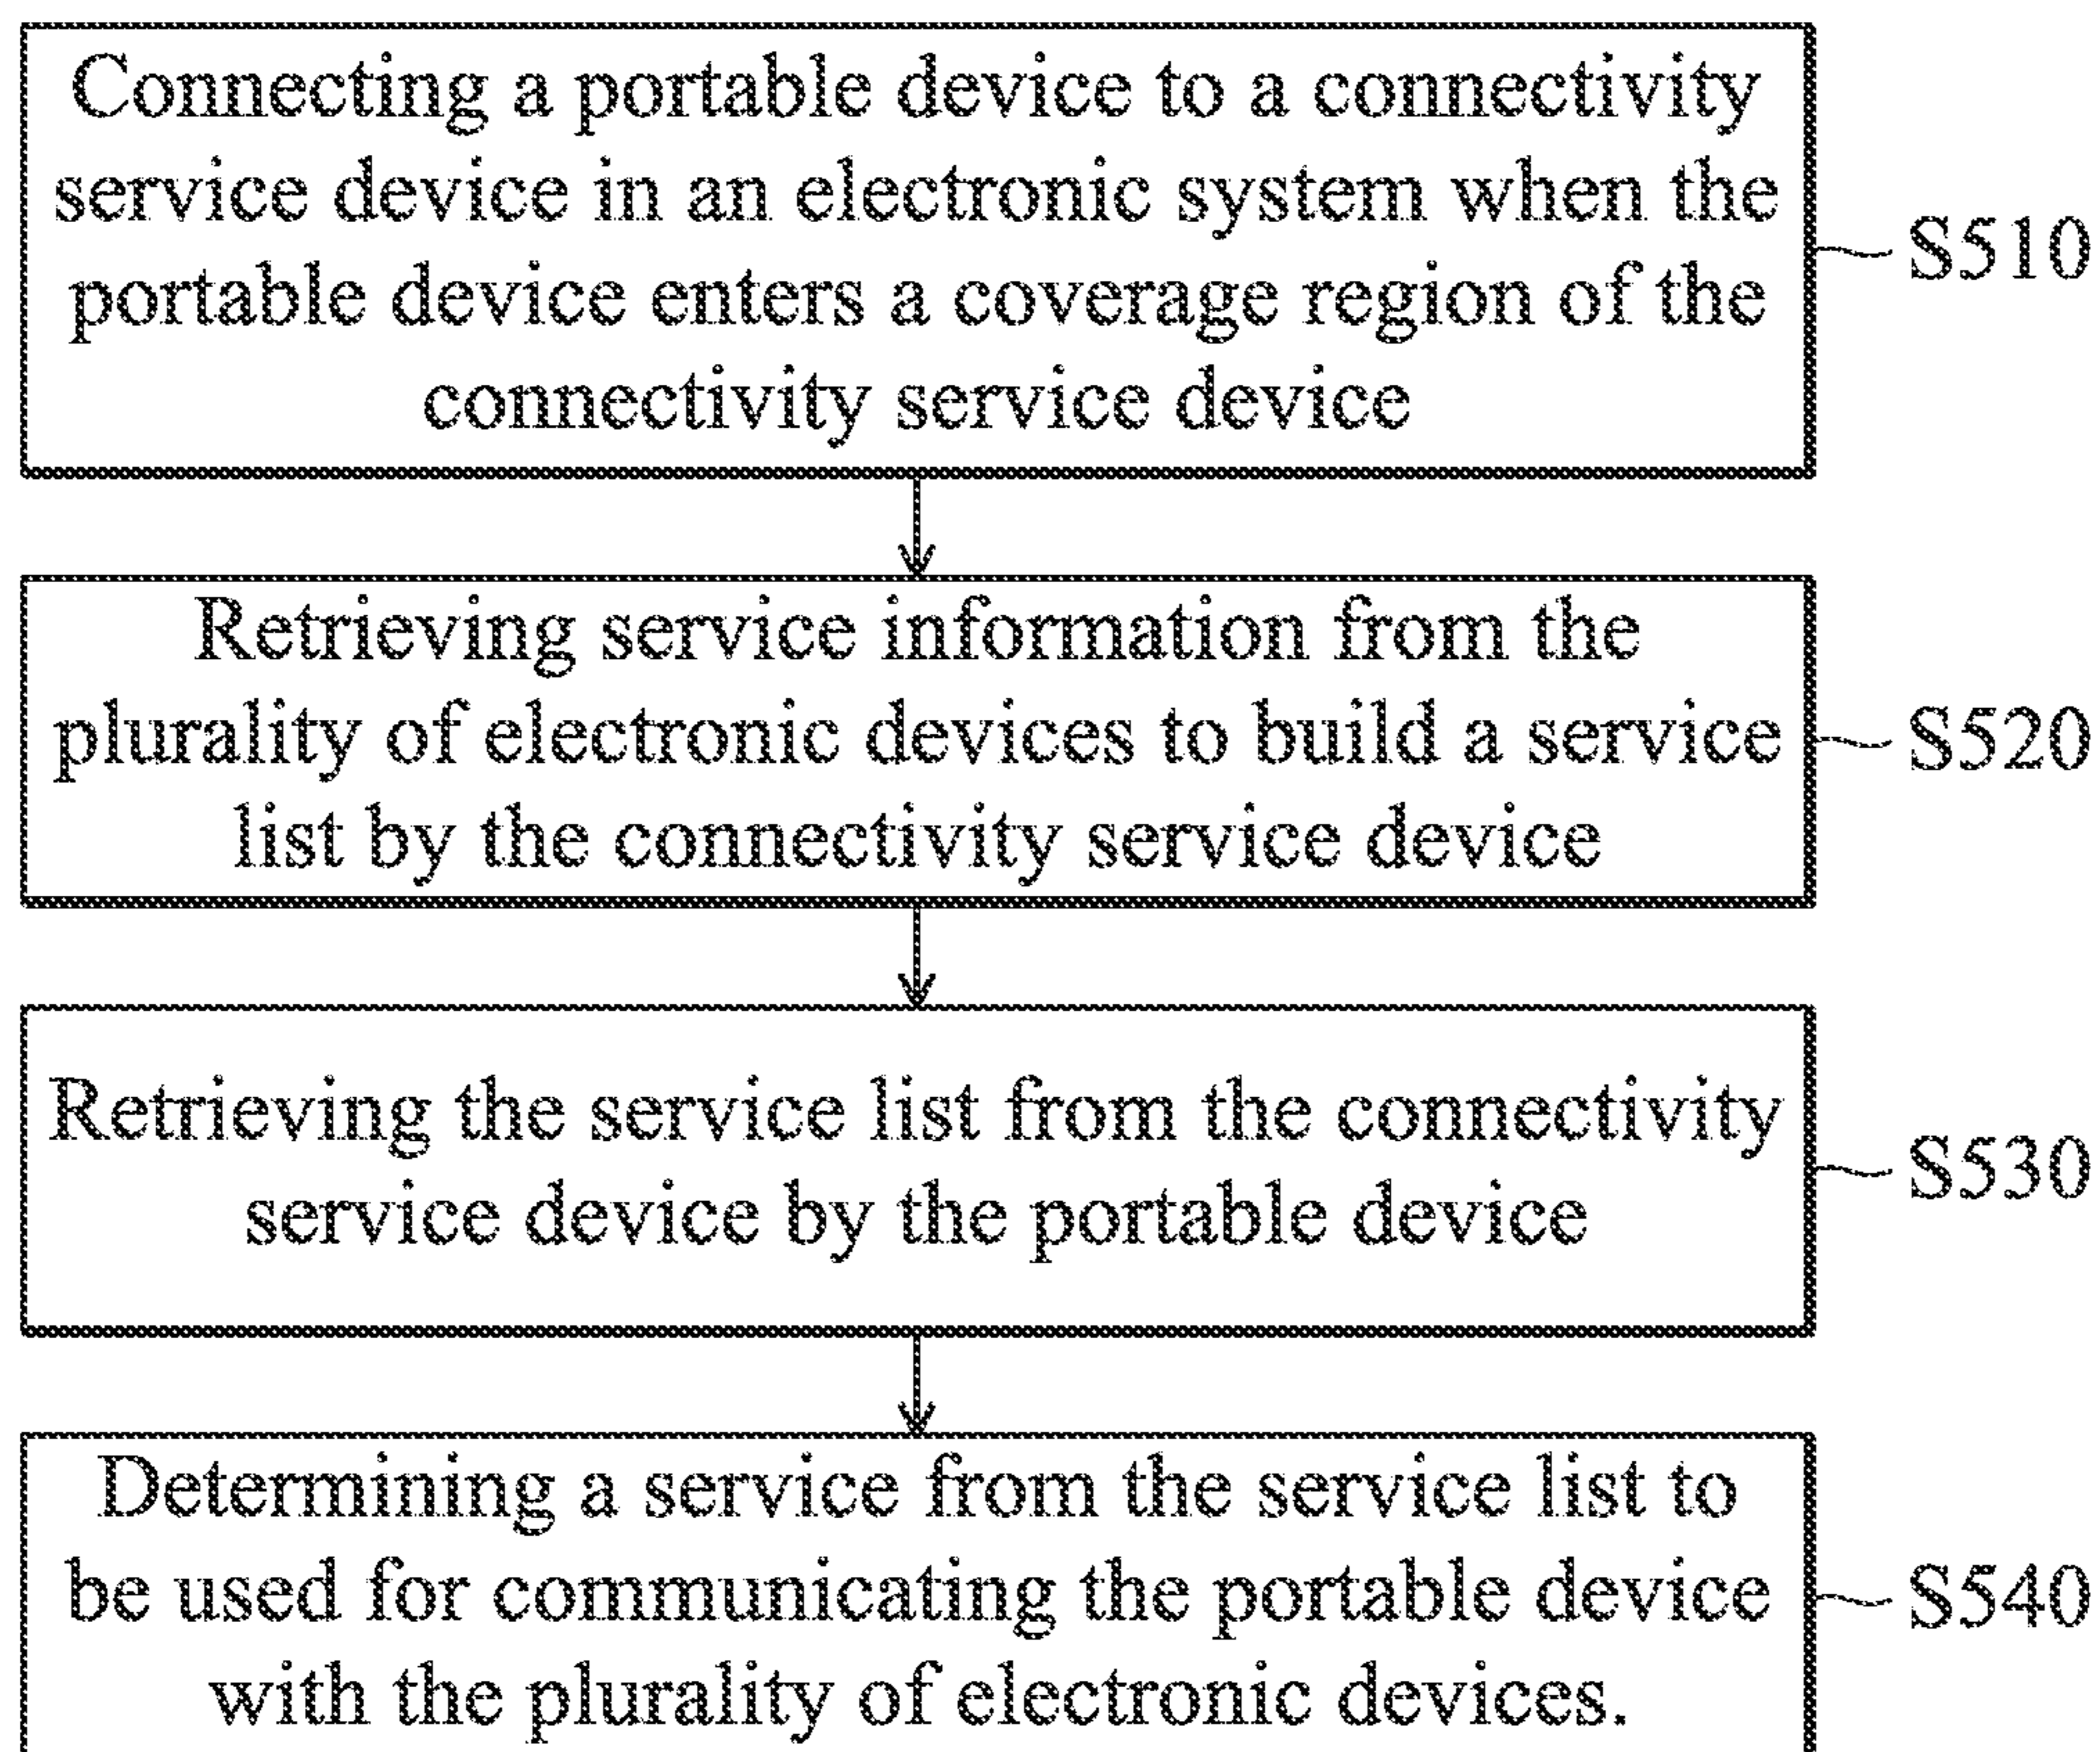 Connecting a portable device to a connectivity
service device in an electronic system when the
portable device enters a coverage region of the
connectivity service device
S510
Retrieving service information from the
plurality of electronic devices to build a service
list by the connectivity service device
S520
Retrieving the service list from the connectivity
service device by the portable device
S530
Determining a service from the service list to
be used for communicating the portable device
with the plurality of electronic devices.
S540